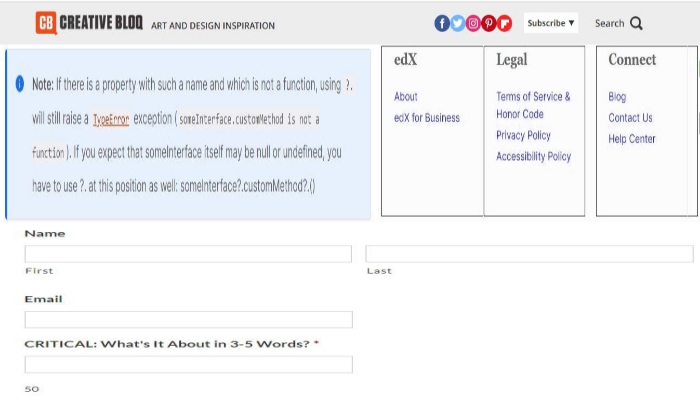 CB CREATIVE BLOQ ART AND DESIGN INSPIRATION
Subscribe ▼
Search
Note: If there is a property with such a name and which is not a function, using ?.
will still raise a TypeError exception (someInterface.customMethod is not a
function). If you expect that someInterface itself may be null or undefined, you
have to use ?. at this position as well: someInterface?.customMethod?.()
edX
About
edX for Business
Legal
Terms of Service &
Honor Code
Privacy Policy
Accessibility Policy
Connect
Blog
Contact Us
Help Center
Name
First
Last
Email
CRITICAL: What's It About in 3-5 Words? *
50